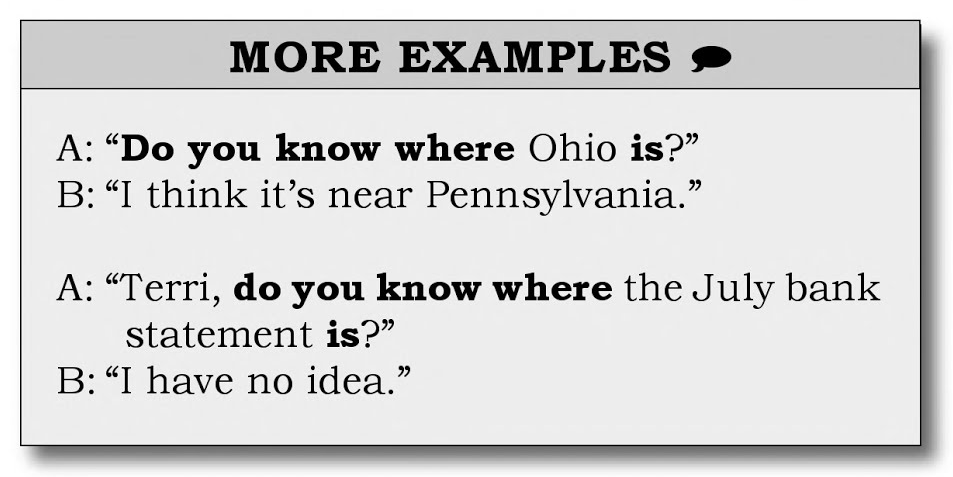 MORE EXAMPLES
A: “Do you know where Ohio is?”
B: “I think it’s near Pennsylvania.”
A: “Terri, do you know where the July bank
statement is?”
B: “I have no idea.”